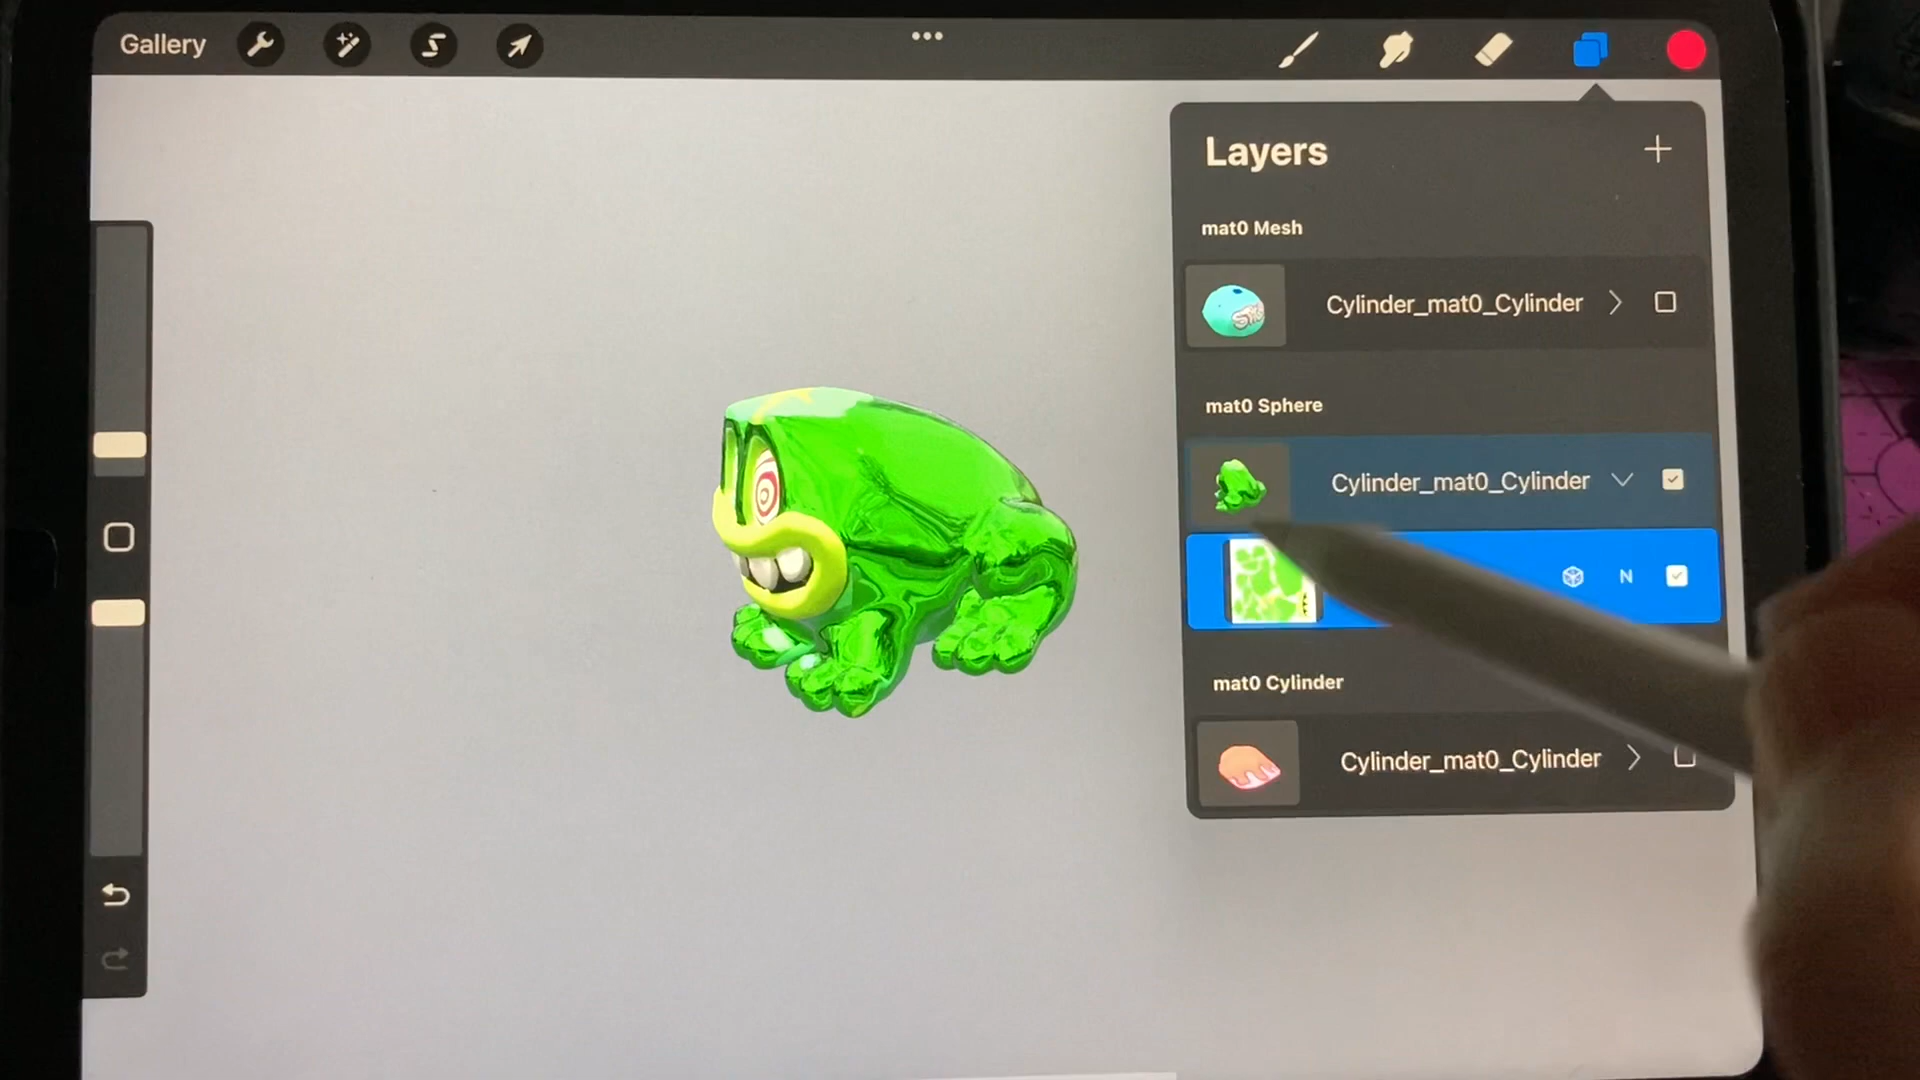 Gallery
Layers
mat0 Mesh
Cylinder_mat0_Cylinder
mat0 Sphere
Cylinder_mat0_Cylinder
N
mat0 Cylinder
Cylinder_mat0_Cylinder